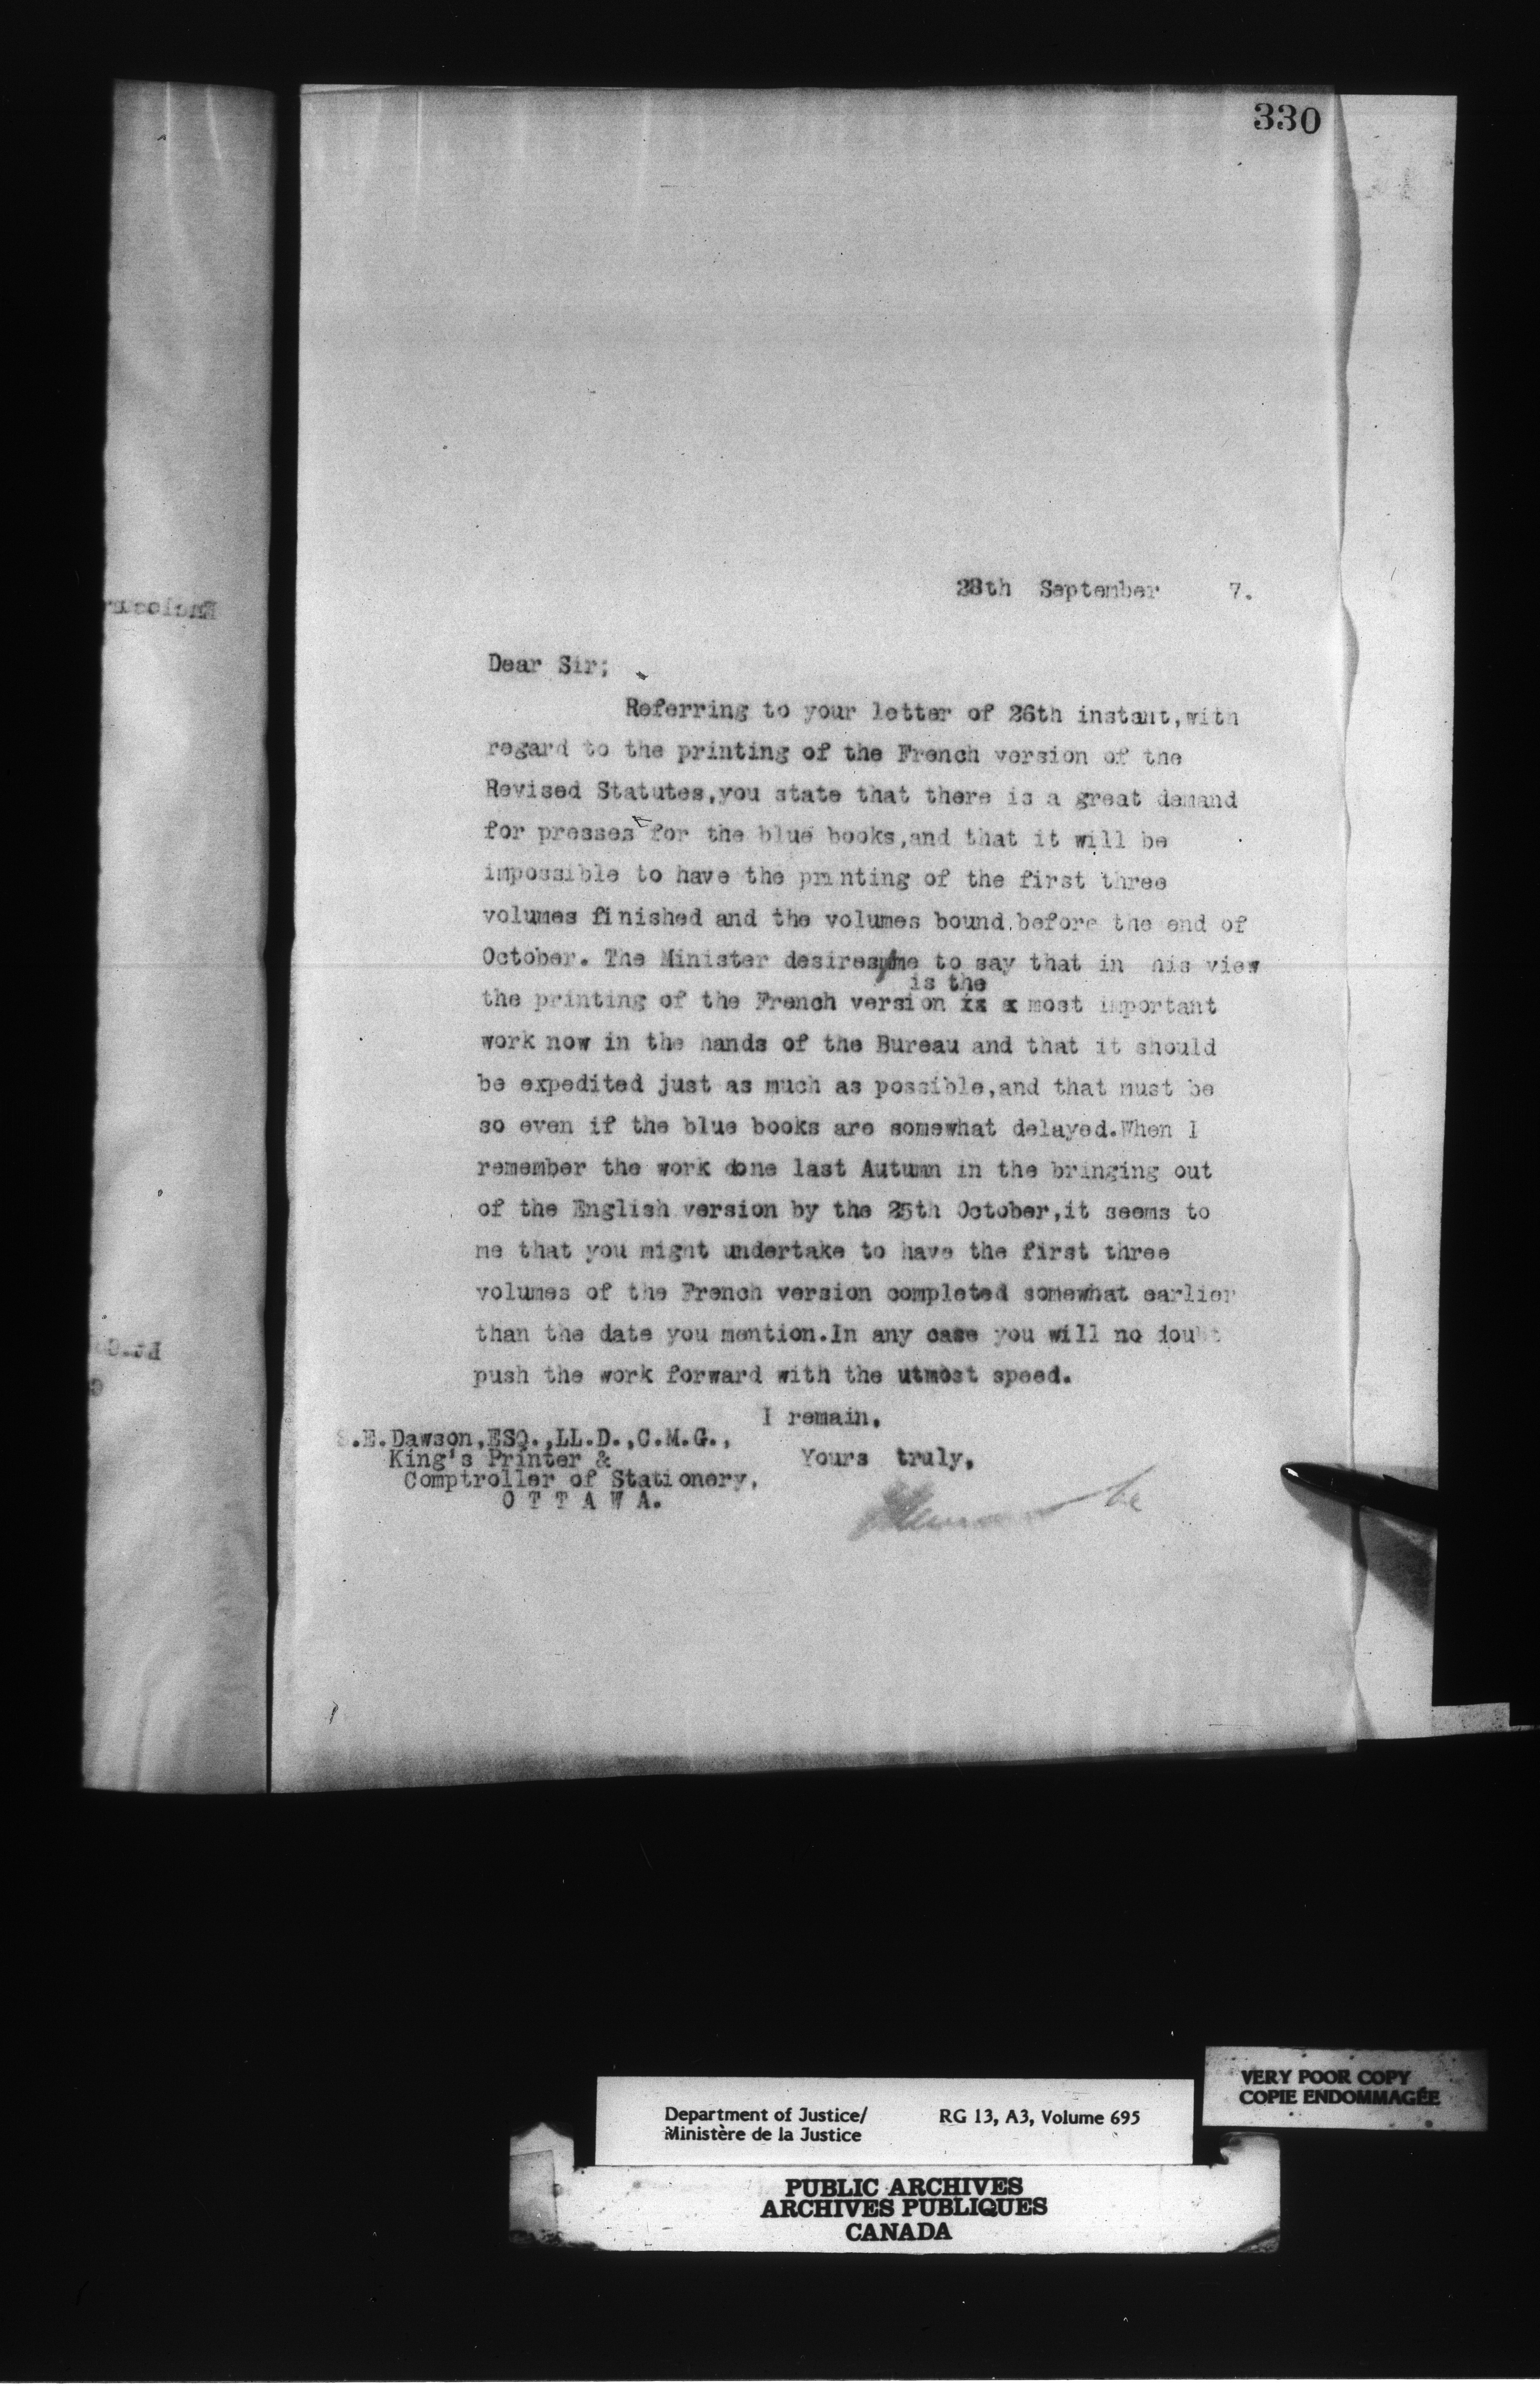 330
28th September 7.
Dear Sir;
Referring to your letter of 26th instant,with
regard to the printing of the French version of the
Revised Statutes,you state that there is a great demand
for presses for the blue books,and that it will be
impossible to have the printing of the first three
volumes finished and the volumes bound before the end of
October. The Minister desires/me to say that in his view
is the
the printing of the French version is a most important
work now in the hands of the Bureau and that it should
be expedited just as much as possible,and that must be
so even if the blue books are somewhat delayed.When I
remember the work done last Autumn in the bringing out
of the English version by the 25th October,it seems to
me that you might undertake to have the first three
volumes of the French version completed somewhat earlier
than the date you mention.In any case you will no doubt
push the work forward with the utmost speed.
I remain,
S.E.Dawson,ESQ.,LL.D.,C.M.G.,
King's Printer &
Yours truly,
Comptroller of Stationery,
O T T A W A.
VERY POOR COPY
COPIE ENDOMMAGÉE
Department of Justice/
Ministère de la Justice
RG 13, A3, Volume 695
PUBLIC ARCHIVES
ARCHIVES PUBLIQUES
CANADA